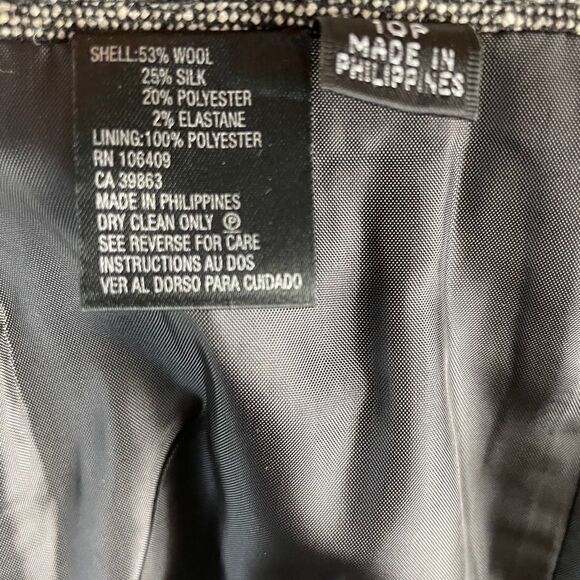 SHELL:53% WOOL
25% SILK
20% POLYESTER
2% ELASTANE
LINING:100% POLYESTER
RN 106409
CA 39863
MADE IN PHILIPPINES
DRY CLEAN ONLY Ⓟ
SEE REVERSE FOR CARE
INSTRUCTIONS AU DOS
VER AL DORSO PARA CUIDADO
10P
MADE IN
PHILIPPINES